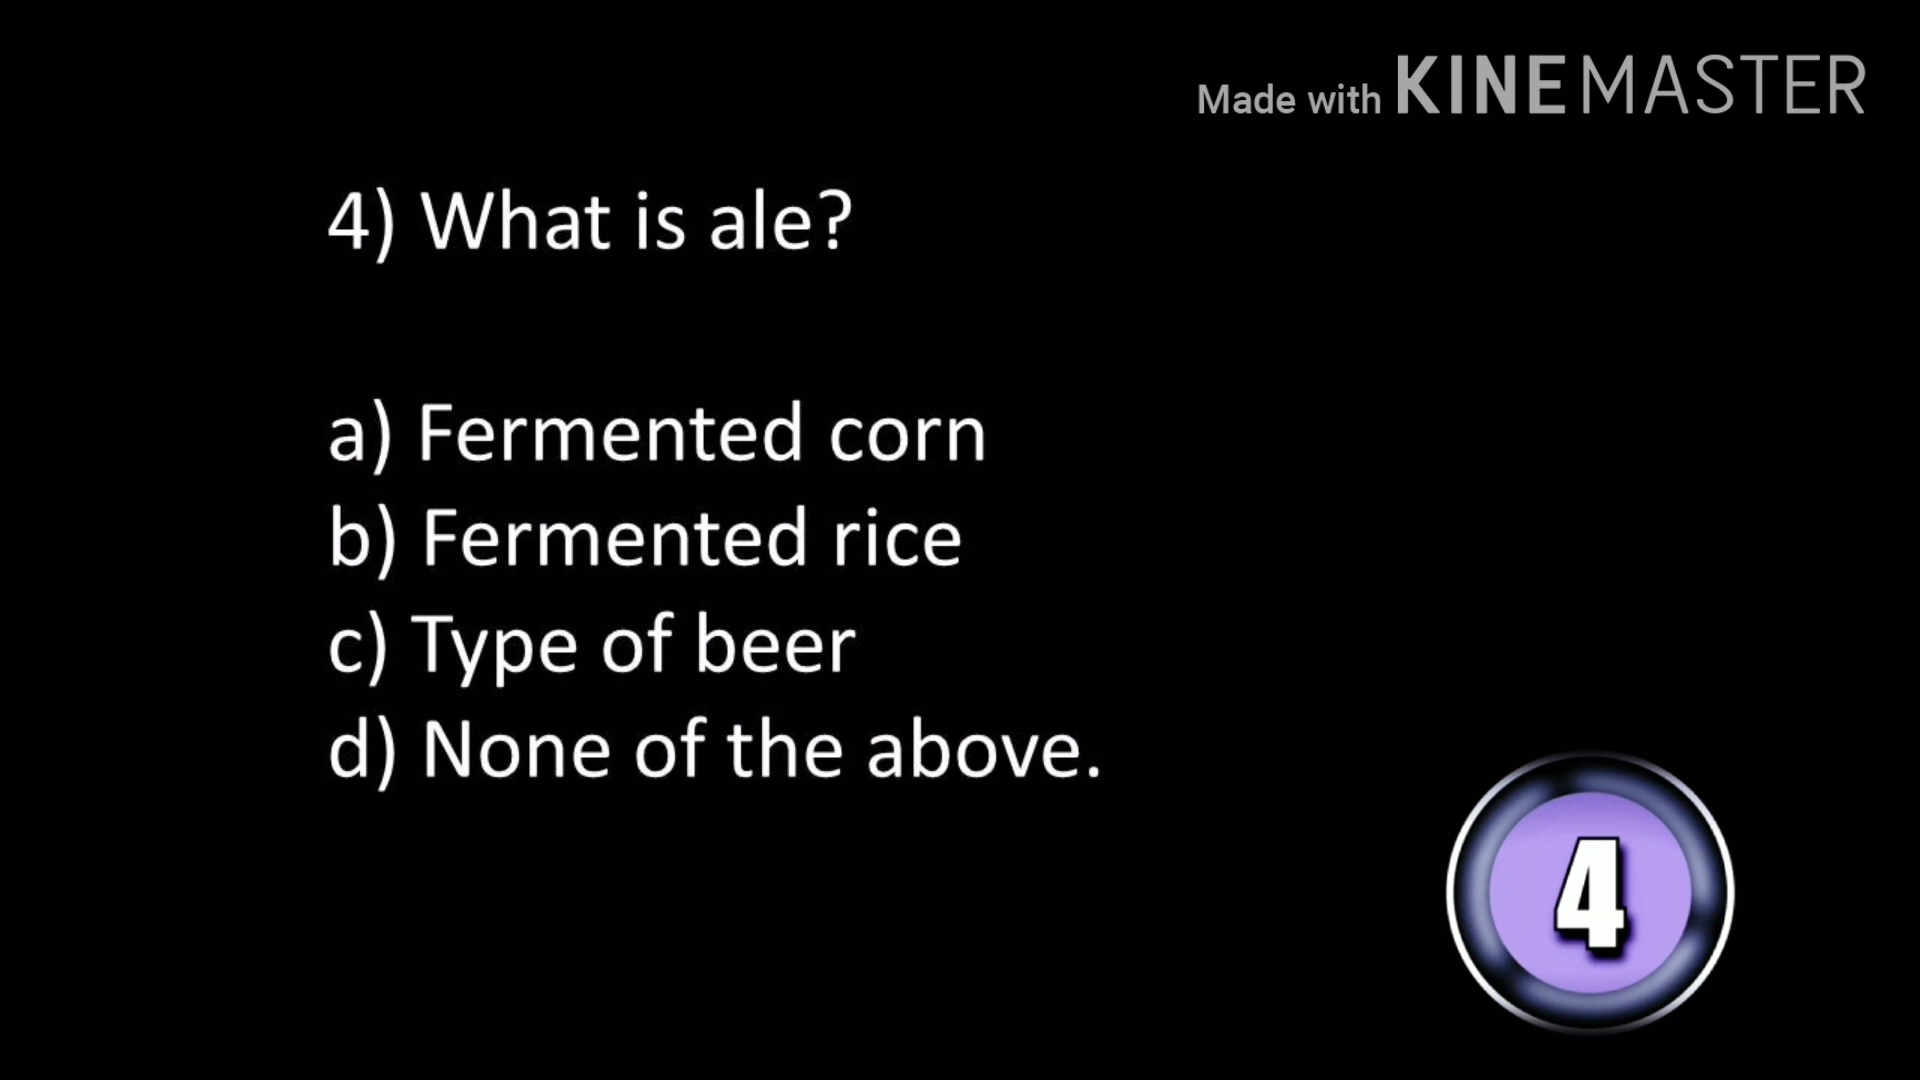 Made with KINEMASTER
4) What is ale?
a) Fermented corn
b) Fermented rice
c) Type of beer
d) None of the above.
4